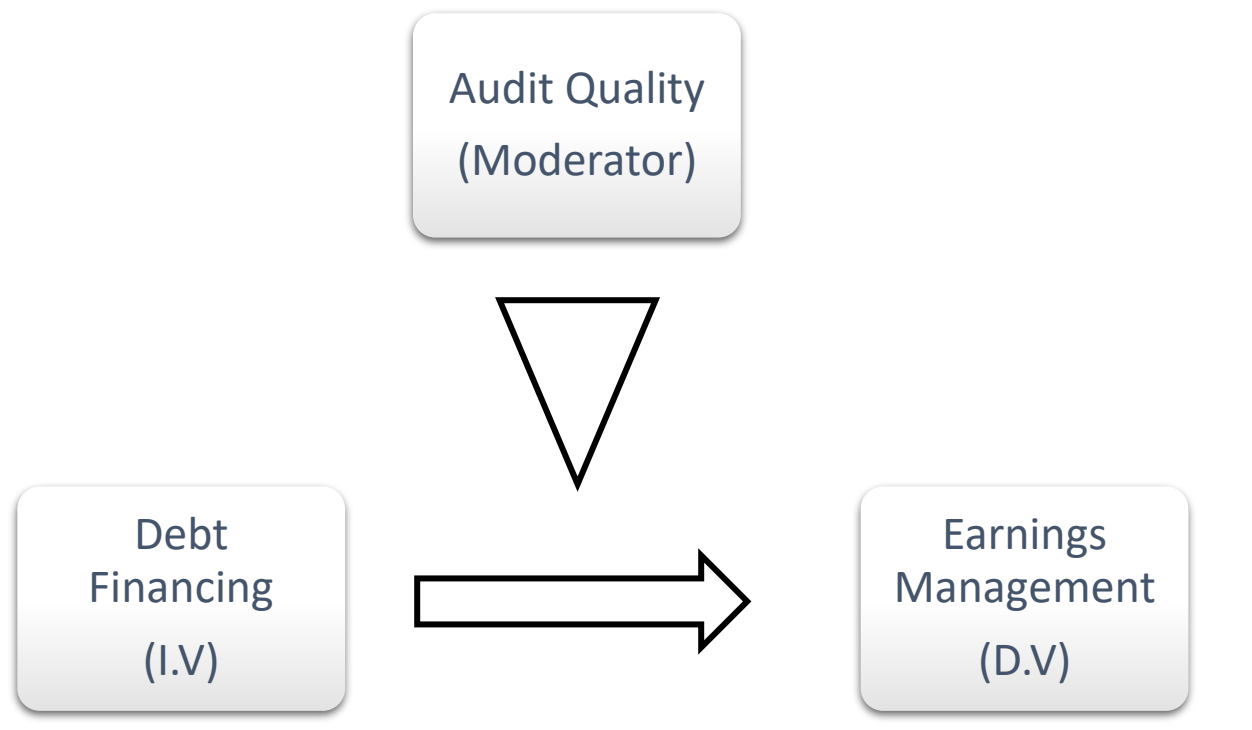 Audit Quality
(Moderator)
Debt
Financing
(I.V)
Earnings
Management
(D.V)